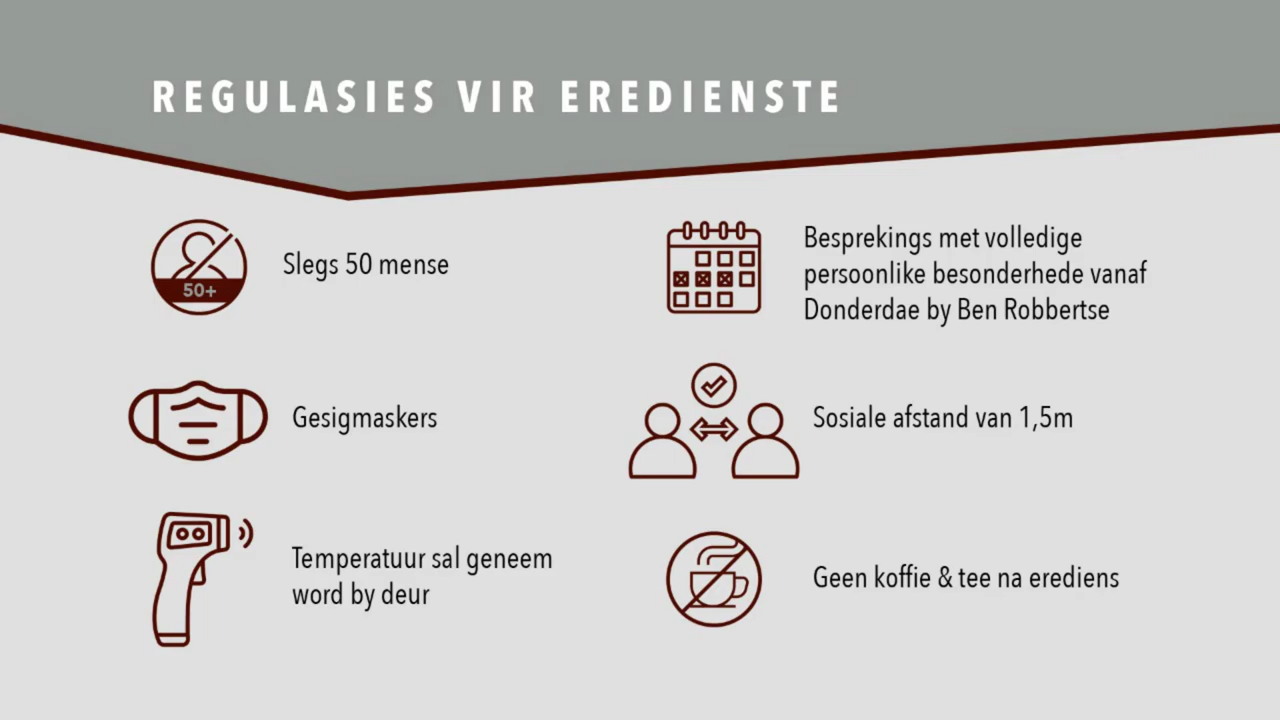 REGULASIES VIR EREDIENSTE
50+
Slegs 50 mense
Besprekings met volledige
persoonlike besonderhede vanaf
Donderdae by Ben Robbertse
Gesigmaskers
Sosiale afstand van 1,5m
Temperatuur sal geneem
word by deur
Geen koffie & tee na erediens